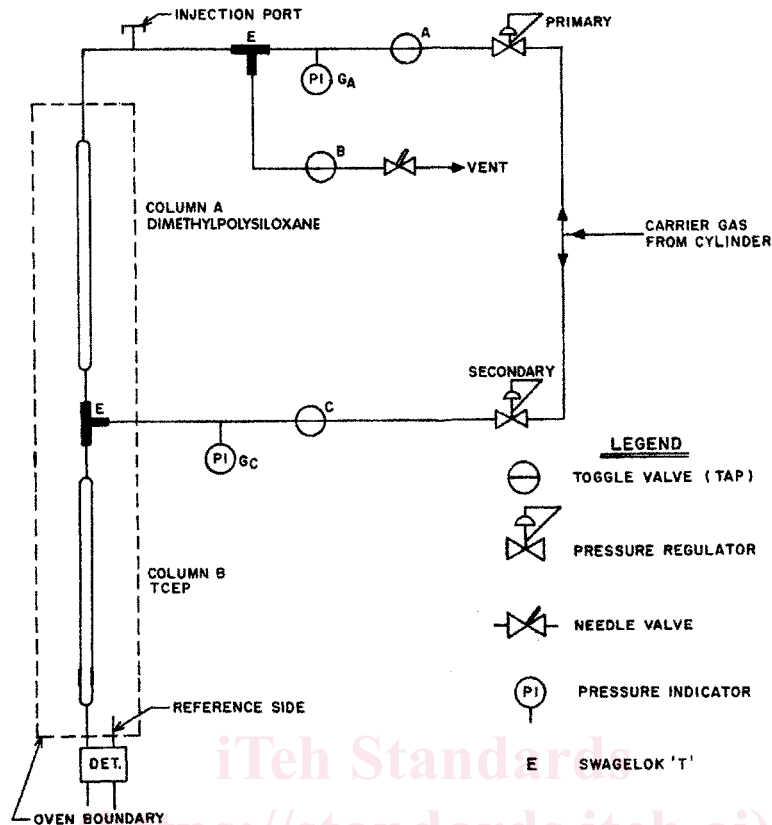 INJECTION PORT
PRIMARY
E
A
PI
GA
B
VENT
COLUMN A
DIMETHYLPOLYSILOXANE
CARRIER GAS
FROM CYLINDER
SECONDARY
E
C
PI
GC
LEGEND
TOGGLE VALVE (TAP)
PRESSURE REGULATOR
COLUMN B
TCEP
NEEDLE VALVE
PI
PRESSURE INDICATOR
REFERENCE SIDE
DET.
E
SWAGELOK 'T'
OVEN BOUNDARY
iTeh Standards